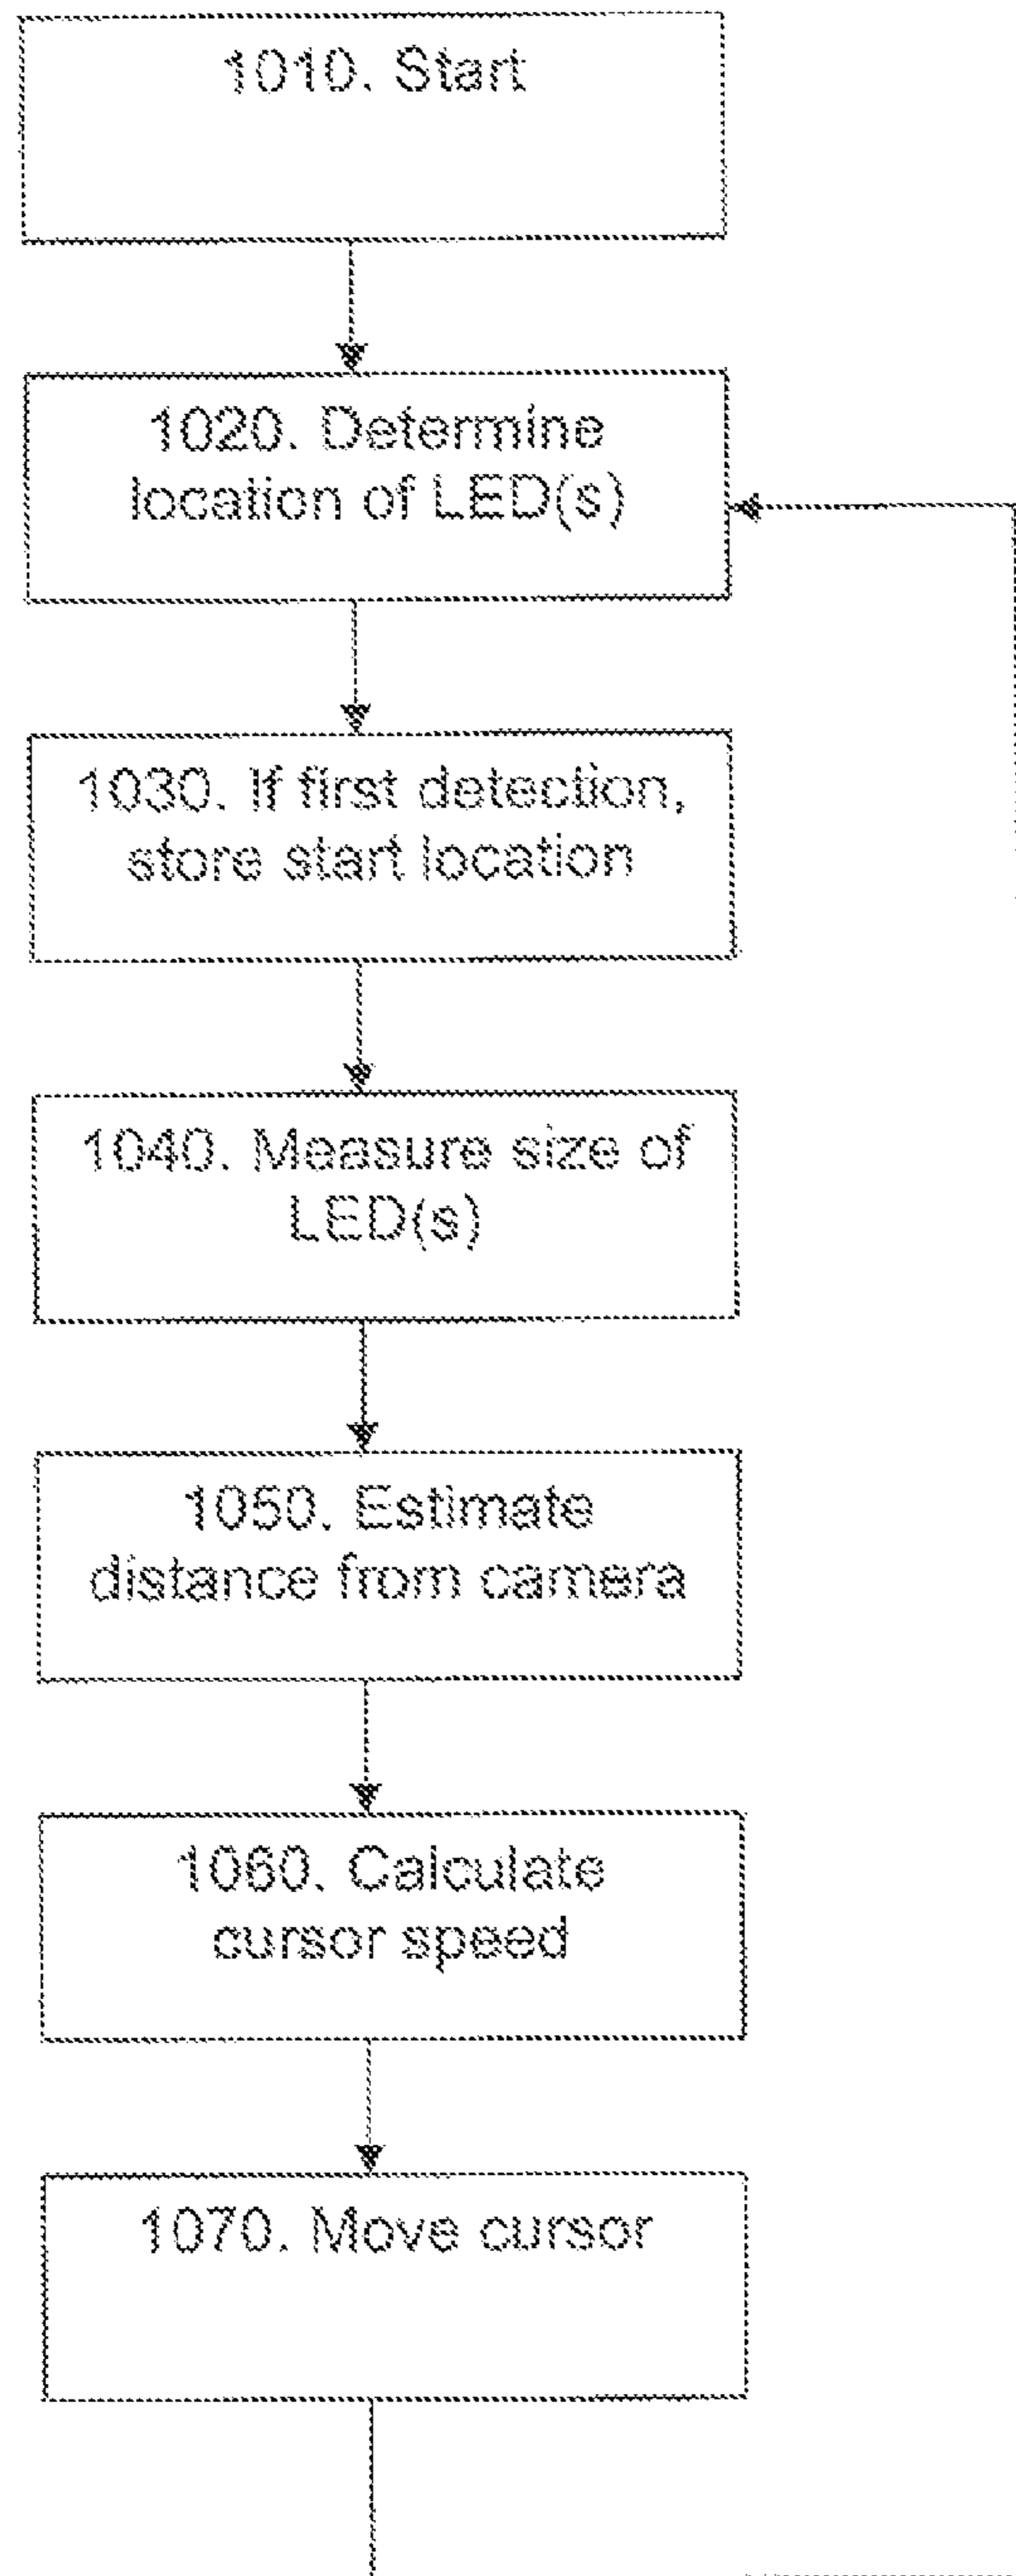 1010. Start
1020. Determine
location of LED(s)
1030. If first detection,
store start location
1040. Measure size of
LED(s)
1050. Estimate
distance from camera
1060. Calculate
cursor speed
1070. Move cursor